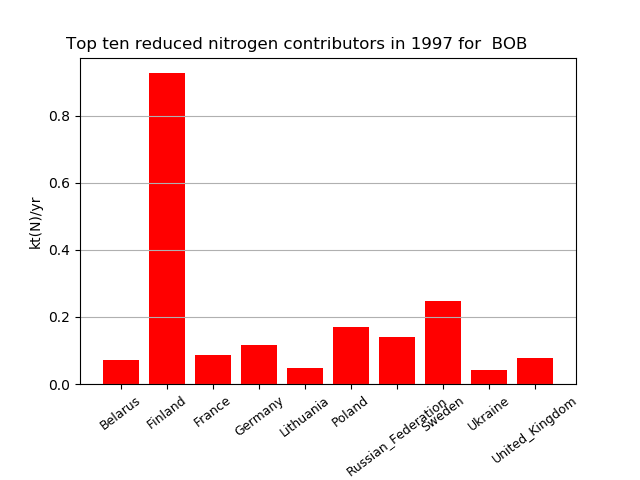 Top ten reduced nitrogen contributors in 1997 for  BOB
kt(N)/yr
0.8
0.6
0.4
0.2
0.0
Belarus
Finland
France
Germany
Lithuania
Poland
Russian_Federation
Sweden
Ukraine
United_Kingdom